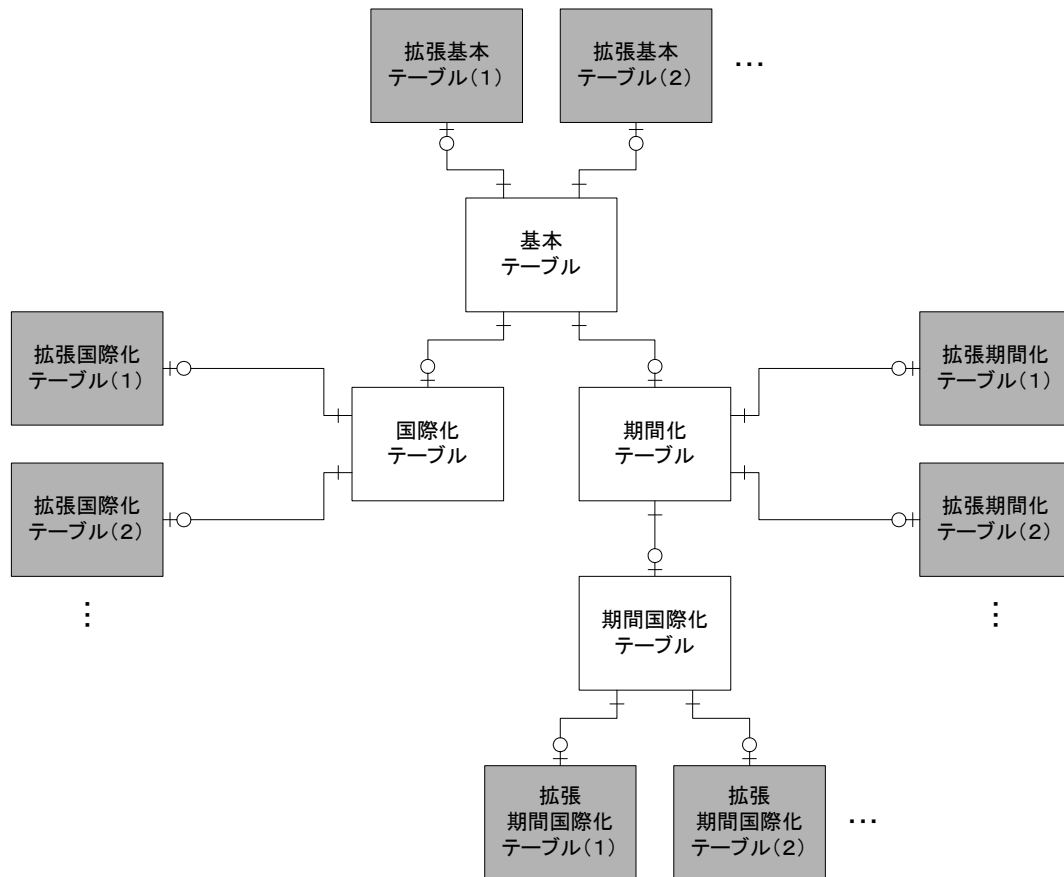 拡張基本
テーブル(1)
拡張基本
テーブル(2)
…
基本
テーブル
拡張国際化
テーブル(1)
拡張国際化
テーブル(2)
⋮
国際化
テーブル
期間化
テーブル
拡張期間化
テーブル(1)
拡張期間化
テーブル(2)
⋮
期間国際化
テーブル
拡張
期間国際化
テーブル(1)
拡張
期間国際化
テーブル(2)
…